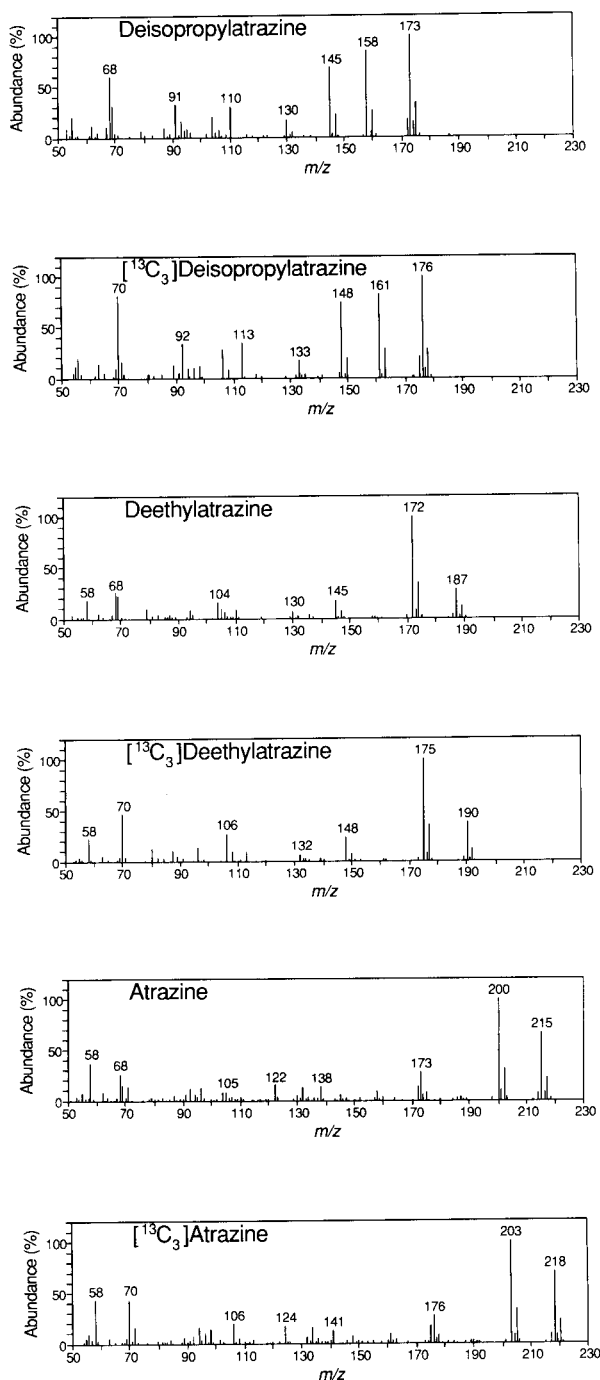 Deisopropylatrazine
Abundance (%)
100
50
0
68
91
110
130
145
158
173
50 70 90 110 130 150 170 190 210 230
m/z
[¹³C₃]Deisopropylatrazine
Abundance (%)
100
50
0
70
92
113
133
148
161
176
50 70 90 110 130 150 170 190 210 230
m/z
Deethylatrazine
Abundance (%)
100
50
0
58
68
104
130
145
172
187
50 70 90 110 130 150 170 190 210 230
m/z
[¹³C₃]Deethylatrazine
Abundance (%)
100
50
0
58
70
106
132
148
175
190
50 70 90 110 130 150 170 190 210 230
m/z
Atrazine
Abundance (%)
100
50
0
58
68
105
122
138
173
200
215
50 70 90 110 130 150 170 190 210 230
m/z
[¹³C₃]Atrazine
Abundance (%)
100
50
0
58
70
106
124
141
176
203
218
50 70 90 110 130 150 170 190 210 230
m/z